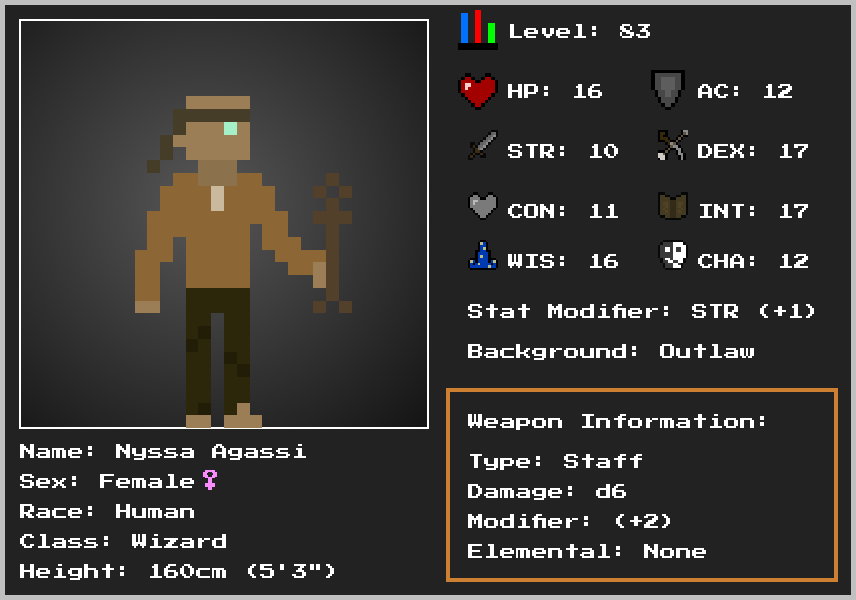 Level: 83
HP: 16
AC: 12
STR: 10
DEX: 17
CON: 11
INT: 17
WIS: 16
CHA: 12
Stat Modifier: STR (+1)
Background: Outlaw
Weapon Information:
Type: Staff
Damage: d6
Modifier: (+2)
Elemental: None
Name: Nyssa Agassi
Sex: Female♀
Race: Human
Class: Wizard
Height: 160cm (5'3")